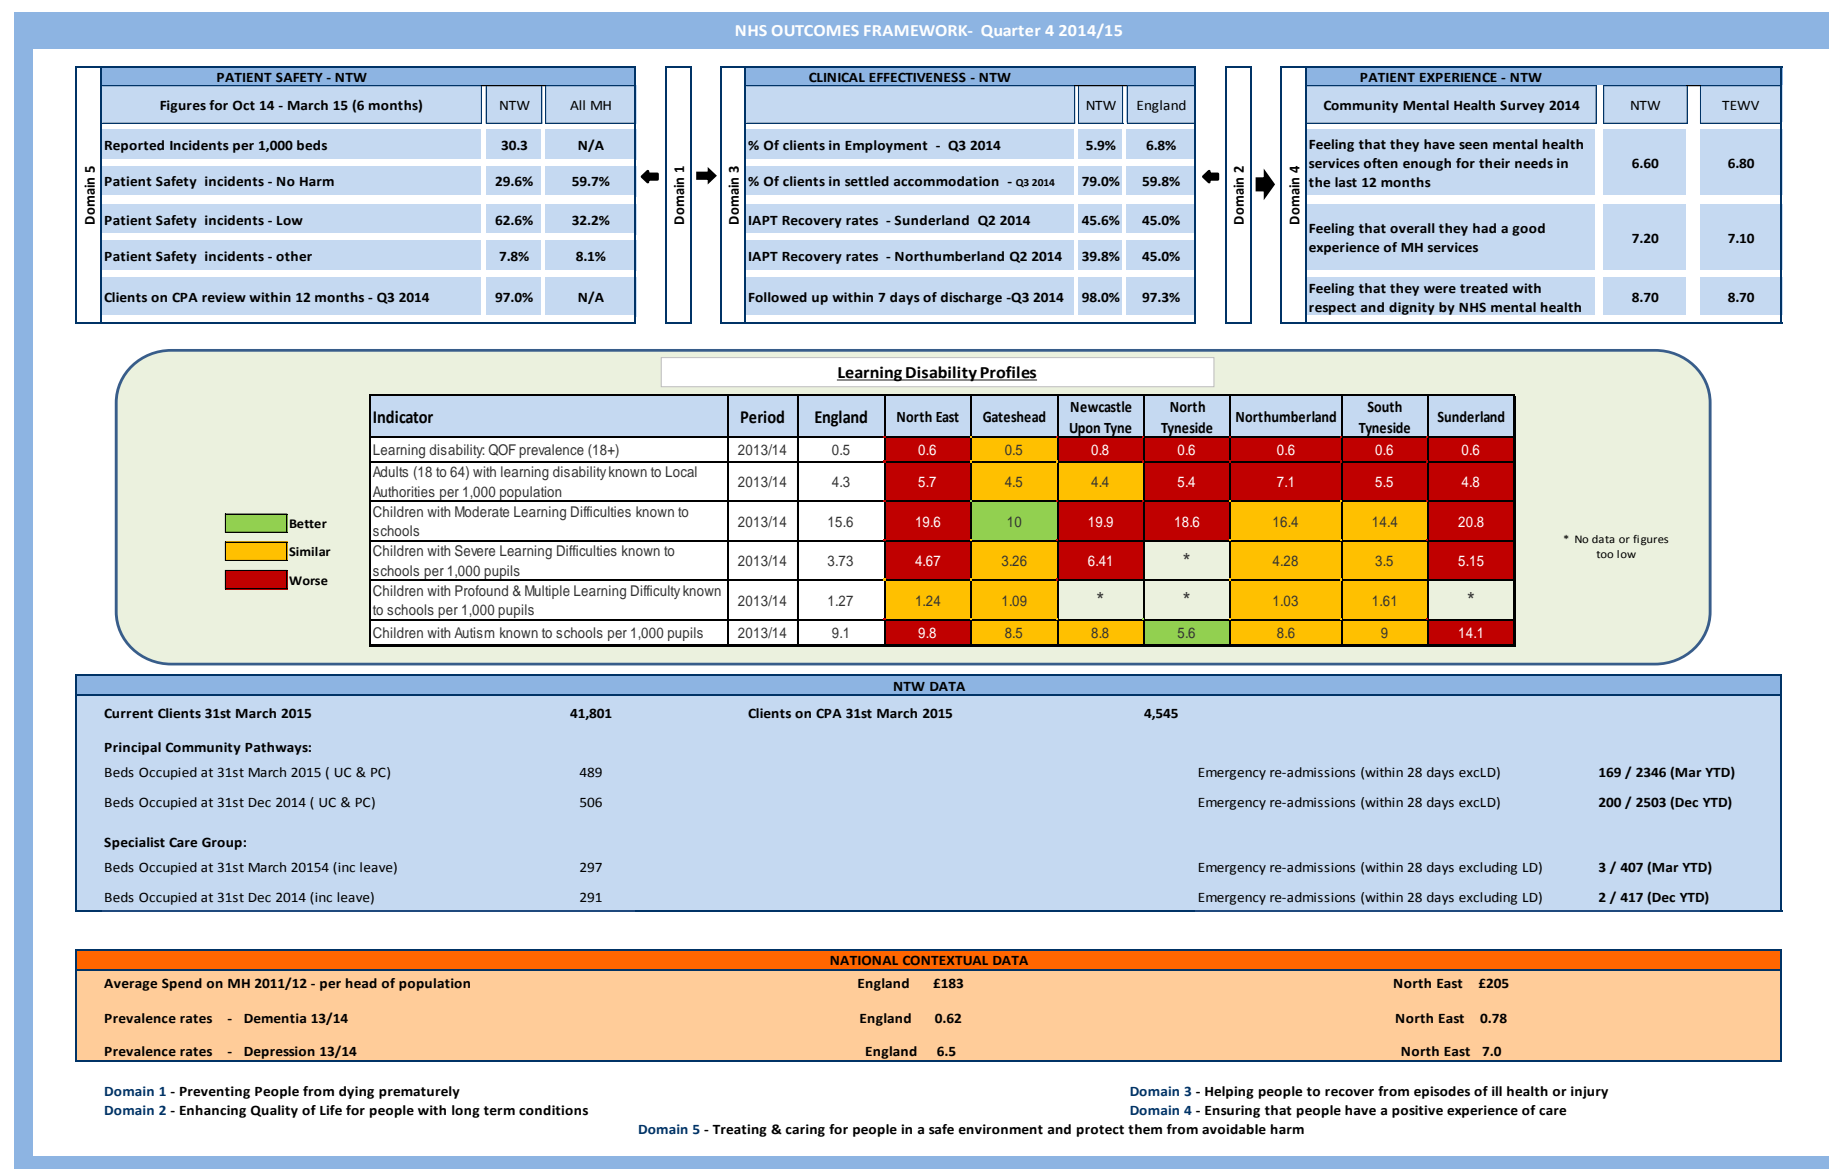 NHS OUTCOMES FRAMEWORK- Quarter 4 2014/15
Domain 5
PATIENT SAFETY - NTW
Figures for Oct 14 - March 15 (6 months) NTW All MH
Reported Incidents per 1,000 beds 30.3 N/A
Patient Safety incidents - No Harm 29.6% 59.7%
Patient Safety incidents - Low 62.6% 32.2%
Patient Safety incidents - other 7.8% 8.1%
Clients on CPA review within 12 months - Q3 2014 97.0% N/A
Domain 1
Domain 3
CLINICAL EFFECTIVENESS - NTW
NTW England
% Of clients in Employment - Q3 2014 5.9% 6.8%
% Of clients in settled accommodation - Q3 2014 79.0% 59.8%
IAPT Recovery rates - Sunderland Q2 2014 45.6% 45.0%
IAPT Recovery rates - Northumberland Q2 2014 39.8% 45.0%
Followed up within 7 days of discharge -Q3 2014 98.0% 97.3%
Domain 2
Domain 4
PATIENT EXPERIENCE - NTW
Community Mental Health Survey 2014 NTW TEWV
Feeling that they have seen mental health
services often enough for their needs in 6.60 6.80
the last 12 months
Feeling that overall they had a good
experience of MH services 7.20 7.10
Feeling that they were treated with
respect and dignity by NHS mental health 8.70 8.70
Learning Disability Profiles
Indicator Period England North East Gateshead Newcastle Upon Tyne North Tyneside Northumberland South Tyneside Sunderland
Learning disability: QOF prevalence (18+) 2013/14 0.5 0.6 0.5 0.8 0.6 0.6 0.6 0.6
Adults (18 to 64) with learning disability known to Local
Authorities per 1,000 population 2013/14 4.3 5.7 4.5 4.4 5.4 7.1 5.5 4.8
Children with Moderate Learning Difficulties known to
schools 2013/14 15.6 19.6 10 19.9 18.6 16.4 14.4 20.8
Children with Severe Learning Difficulties known to
schools per 1,000 pupils 2013/14 3.73 4.67 3.26 6.41 * 4.28 3.5 5.15
Children with Profound & Multiple Learning Difficulty known
to schools per 1,000 pupils 2013/14 1.27 1.24 1.09 * * 1.03 1.61 *
Children with Autism known to schools per 1,000 pupils 2013/14 9.1 9.8 8.5 8.8 5.6 8.6 9 14.1
Better
Similar
Worse
* No data or figures
too low
NTW DATA
Current Clients 31st March 2015 41,801 Clients on CPA 31st March 2015 4,545
Principal Community Pathways:
Beds Occupied at 31st March 2015 ( UC & PC) 489 Emergency re-admissions (within 28 days excLD) 169 / 2346 (Mar YTD)
Beds Occupied at 31st Dec 2014 ( UC & PC) 506 Emergency re-admissions (within 28 days excLD) 200 / 2503 (Dec YTD)
Specialist Care Group:
Beds Occupied at 31st March 20154 (inc leave) 297 Emergency re-admissions (within 28 days excluding LD) 3 / 407 (Mar YTD)
Beds Occupied at 31st Dec 2014 (inc leave) 291 Emergency re-admissions (within 28 days excluding LD) 2 / 417 (Dec YTD)
NATIONAL CONTEXTUAL DATA
Average Spend on MH 2011/12 - per head of population England £183 North East £205
Prevalence rates - Dementia 13/14 England 0.62 North East 0.78
Prevalence rates - Depression 13/14 England 6.5 North East 7.0
Domain 1 - Preventing People from dying prematurely Domain 3 - Helping people to recover from episodes of ill health or injury
Domain 2 - Enhancing Quality of Life for people with long term conditions Domain 4 - Ensuring that people have a positive experience of care
Domain 5 - Treating & caring for people in a safe environment and protect them from avoidable harm